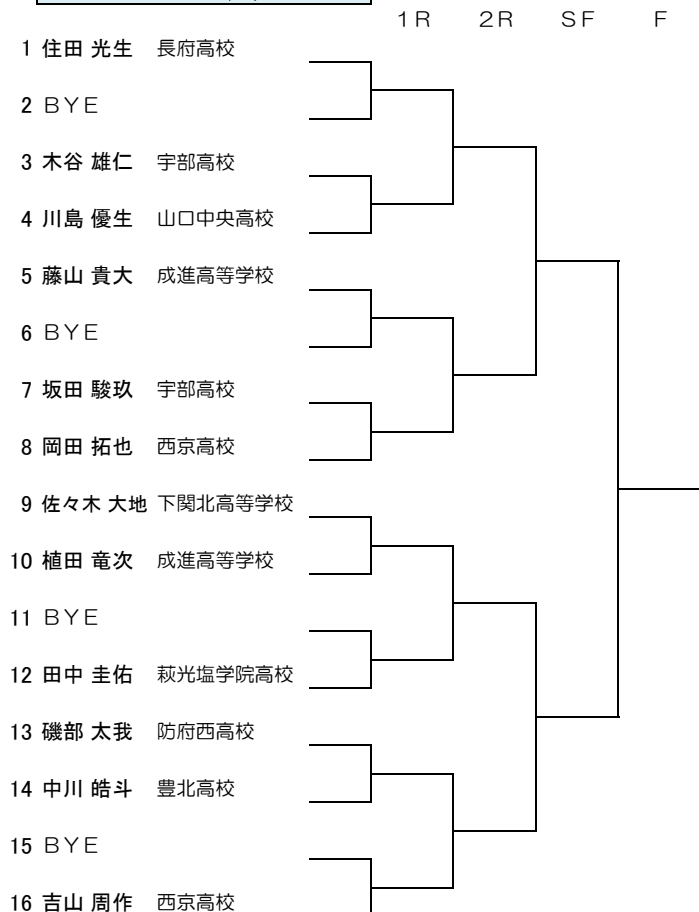 １Ｒ ２Ｒ ＳＦ Ｆ
1 住田 光生 長府高校
2 ＢＹＥ
3 木谷 雄仁 宇部高校
4 川島 優生 山口中央高校
5 藤山 貴大 成進高等学校
6 ＢＹＥ
7 坂田 駿玖 宇部高校
8 岡田 拓也 西京高校
9 佐々木 大地 下関北高等学校
10 植田 竜次 成進高等学校
11 ＢＹＥ
12 田中 圭佑 萩光塩学院高校
13 磯部 太我 防府西高校
14 中川 皓斗 豊北高校
15 ＢＹＥ
16 吉山 周作 西京高校